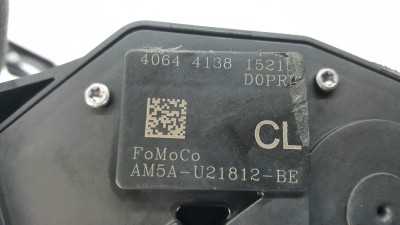 4064 4138 1521
D0PR
CL
FoMoCo
AM5A-U21812-BE